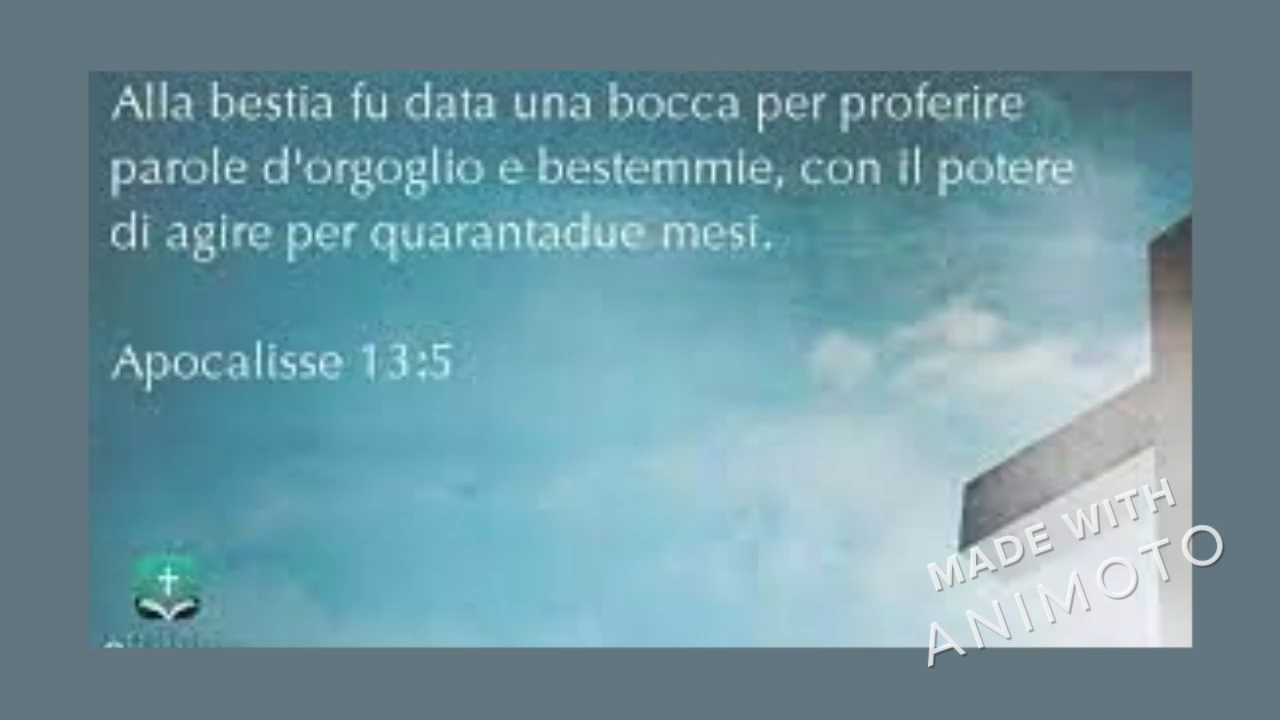 Alla bestia fu data una bocca per proferire
parole d'orgoglio e bestemmie, con il potere
di agire per quarantadue mesi.
Apocalisse 13:5
MADE WITH
ANIMOTO